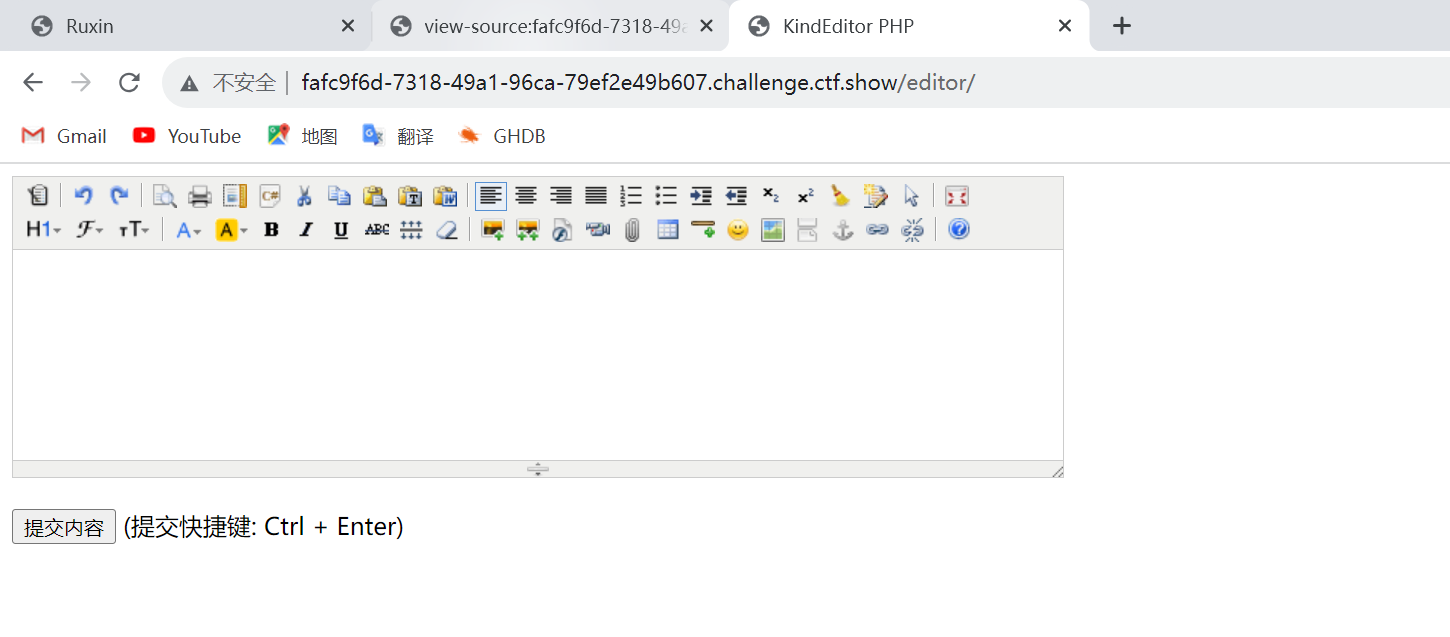 Ruxin
view-source:fafc9f6d-7318-49a
KindEditor PHP
不安全 fafc9f6d-7318-49a1-96ca-79ef2e49b607.challenge.ctf.show/editor/
Gmail YouTube 地图 翻译 GHDB
H1 F TT A A B I U ABC
提交内容 (提交快捷键: Ctrl + Enter)